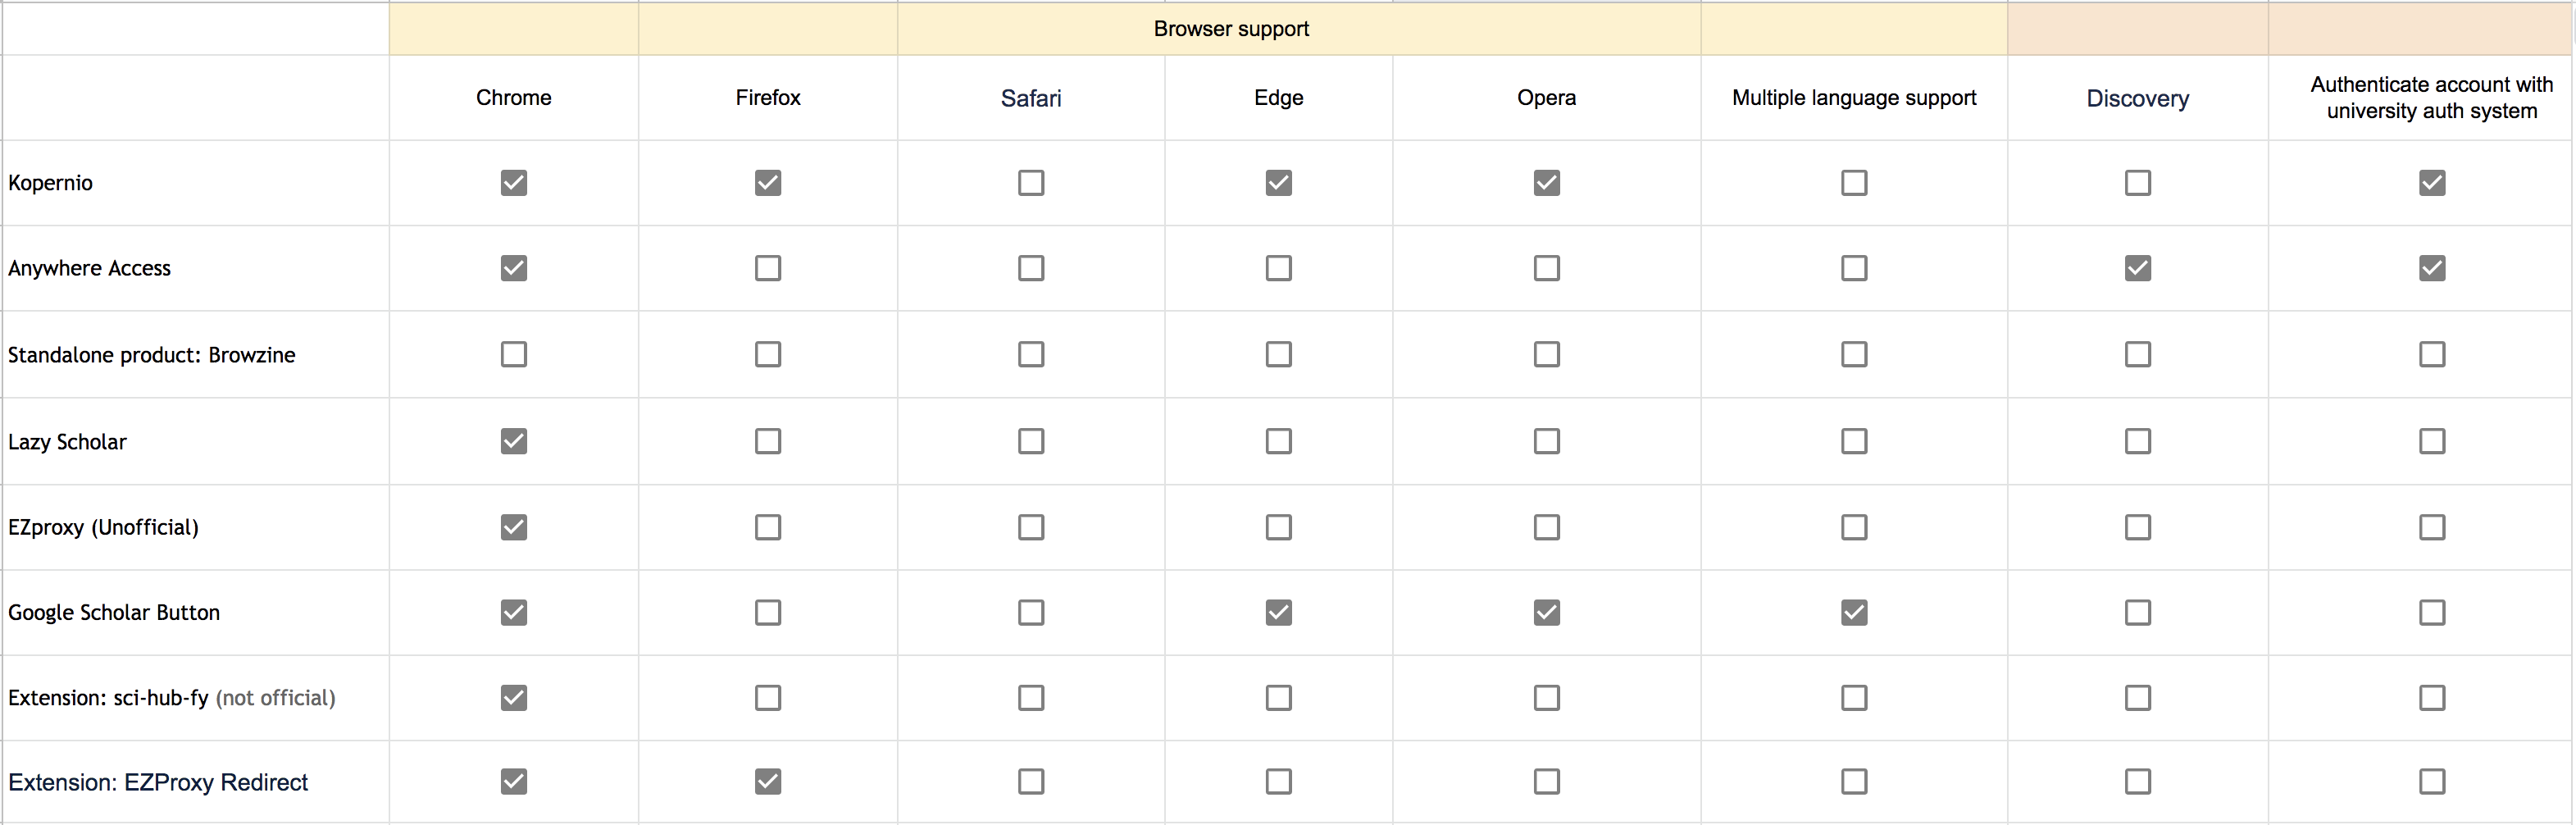 Browser support
Chrome Firefox Safari Edge Opera Multiple language support Discovery Authenticate account with
university auth system
Kopernio
Anywhere Access
Standalone product: Browzine
Lazy Scholar
EZproxy (Unofficial)
Google Scholar Button
Extension: sci-hub-fy (not official)
Extension: EZProxy Redirect